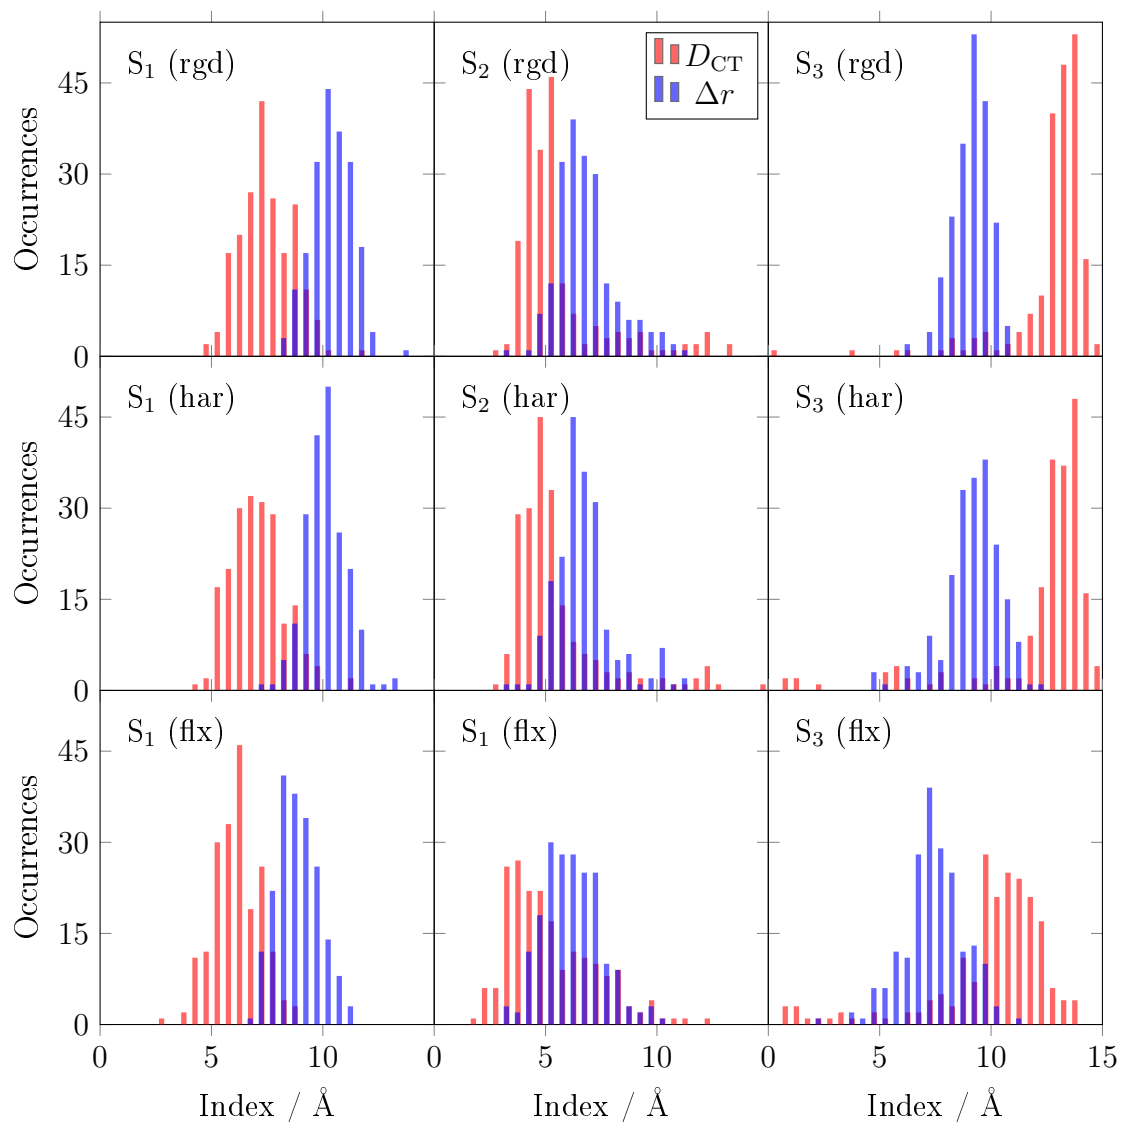 S₁ (rgd)
S₂ (rgd)
S₃ (rgd)
D_CT
Δr
Occurrences
45
30
15
0
S₁ (har)
S₂ (har)
S₃ (har)
Occurrences
45
30
15
0
S₁ (flx)
S₁ (flx)
S₃ (flx)
Occurrences
45
30
15
0
0 5 10 0 5 10 0 5 10 15
Index / Å Index / Å Index / Å